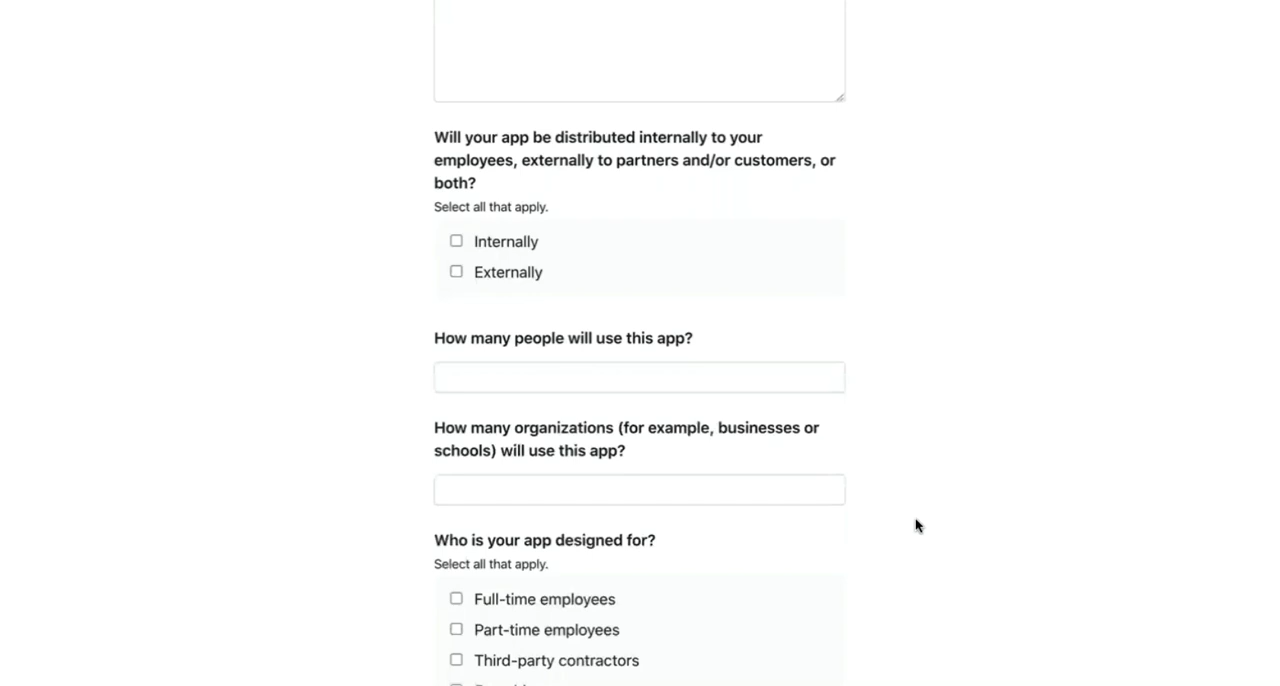 Will your app be distributed internally to your
employees, externally to partners and/or customers, or
both?
Select all that apply.
Internally
Externally
How many people will use this app?
How many organizations (for example, businesses or
schools) will use this app?
Who is your app designed for?
Select all that apply.
Full-time employees
Part-time employees
Third-party contractors